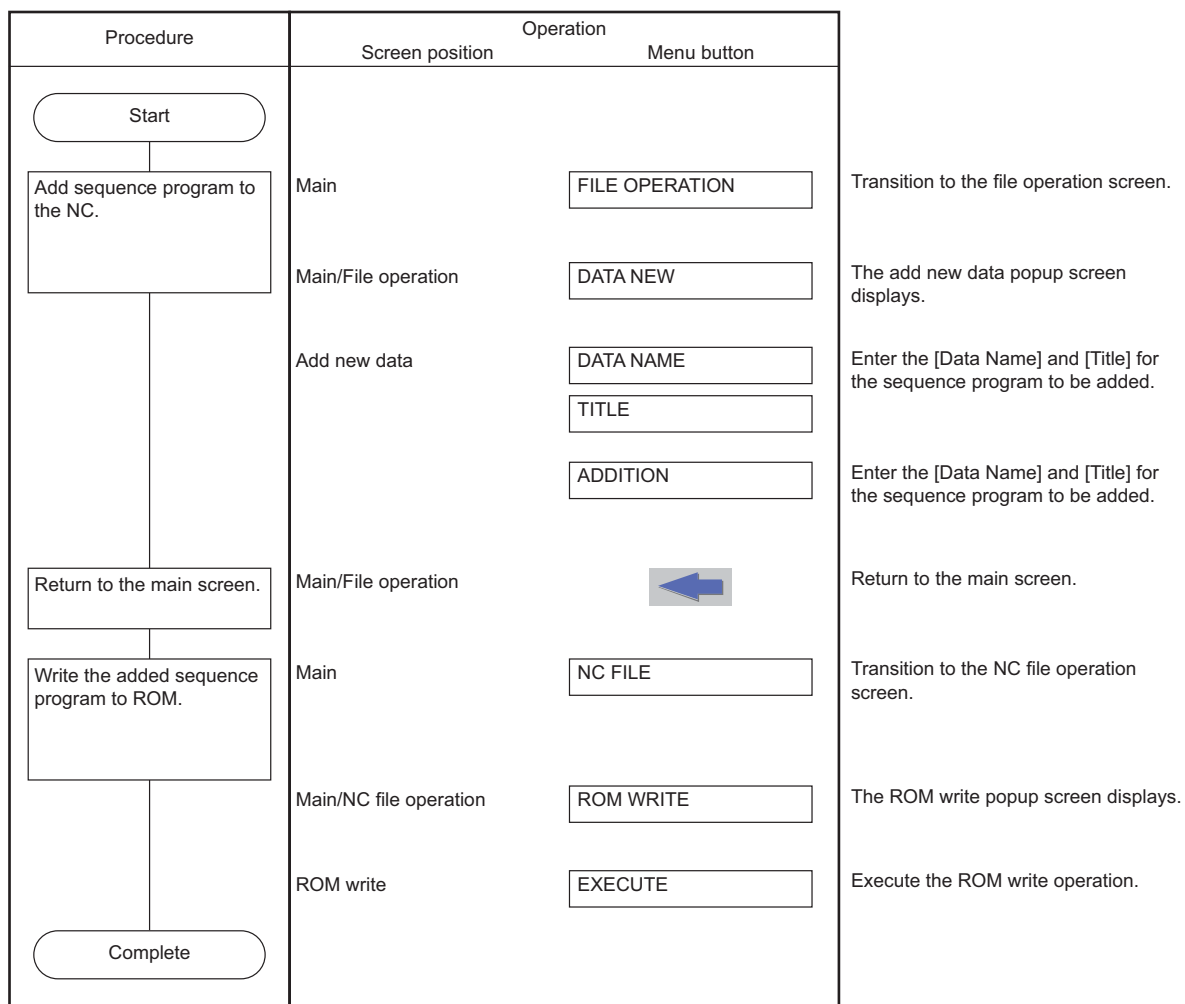 Procedure
Operation
Screen position Menu button
Start
Add sequence program to
the NC.
Main
FILE OPERATION
Transition to the file operation screen.
Main/File operation
DATA NEW
The add new data popup screen
displays.
Add new data
DATA NAME
Enter the [Data Name] and [Title] for
the sequence program to be added.
TITLE
ADDITION
Enter the [Data Name] and [Title] for
the sequence program to be added.
Return to the main screen.
Main/File operation
Return to the main screen.
Write the added sequence
program to ROM.
Main
NC FILE
Transition to the NC file operation
screen.
Main/NC file operation
ROM WRITE
The ROM write popup screen displays.
ROM write
EXECUTE
Execute the ROM write operation.
Complete